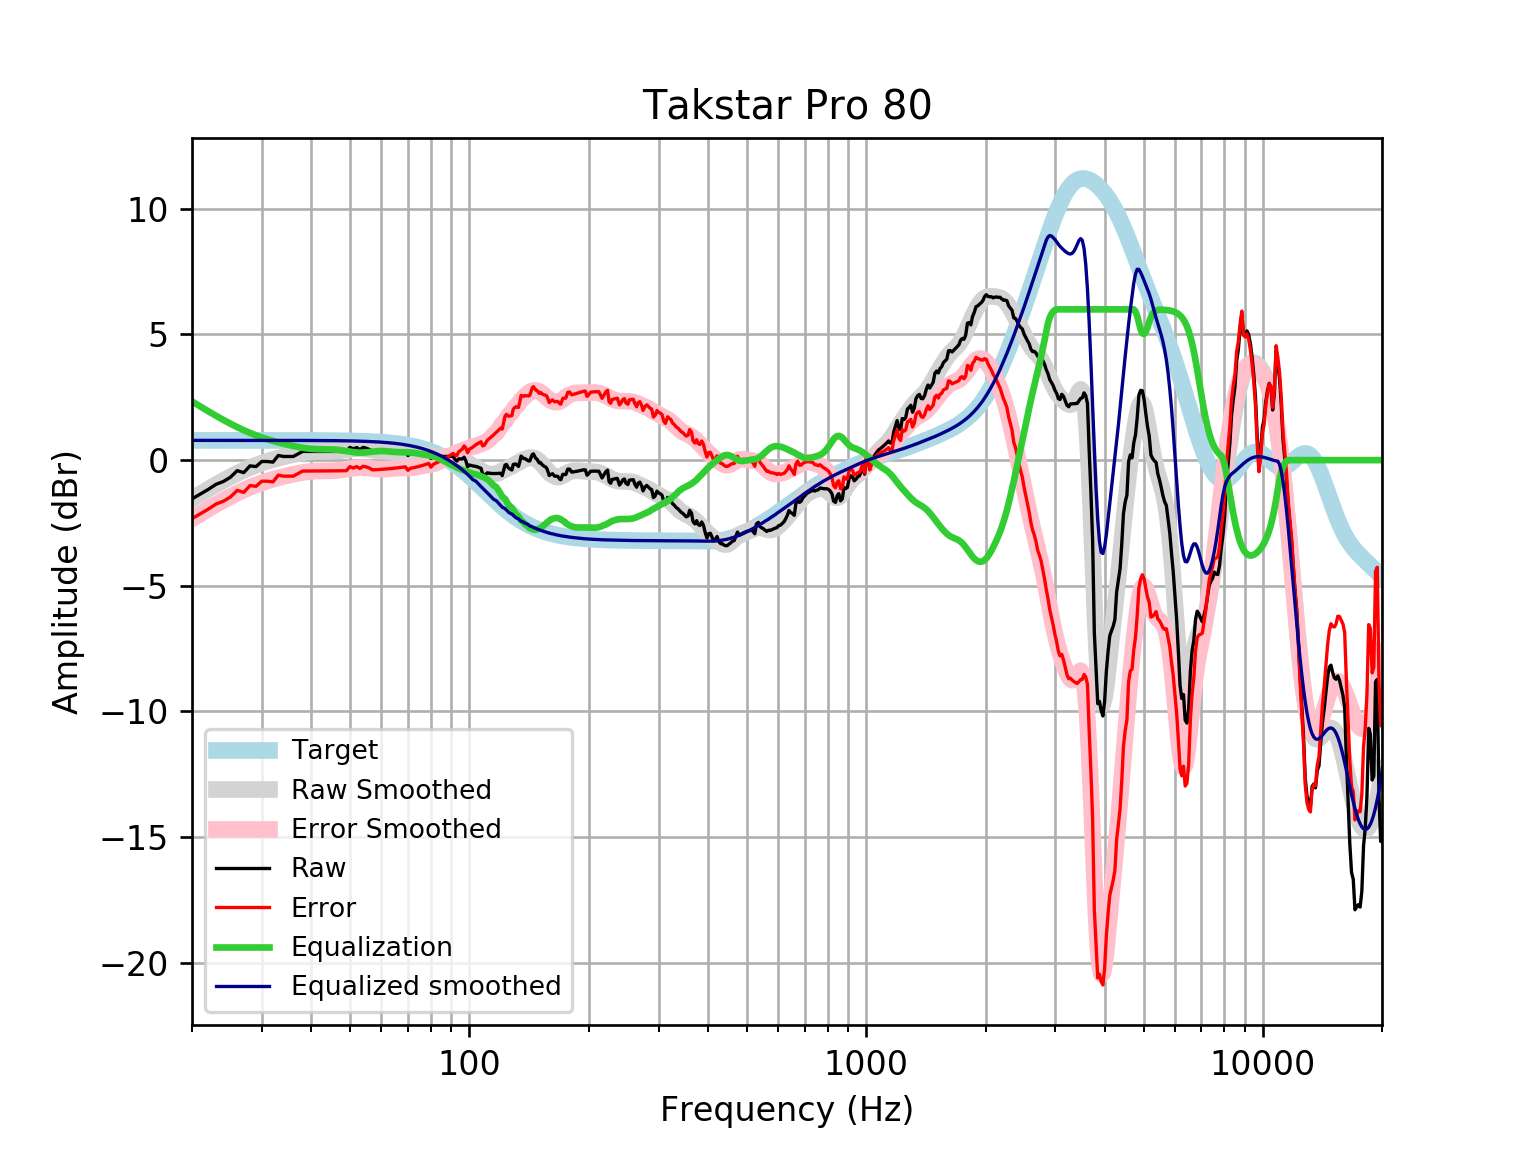 Takstar Pro 80
Amplitude (dBr)
10
5
0
−5
−10
−15
−20
Target
Raw Smoothed
Error Smoothed
Raw
Error
Equalization
Equalized smoothed
100
1000
10000
Frequency (Hz)